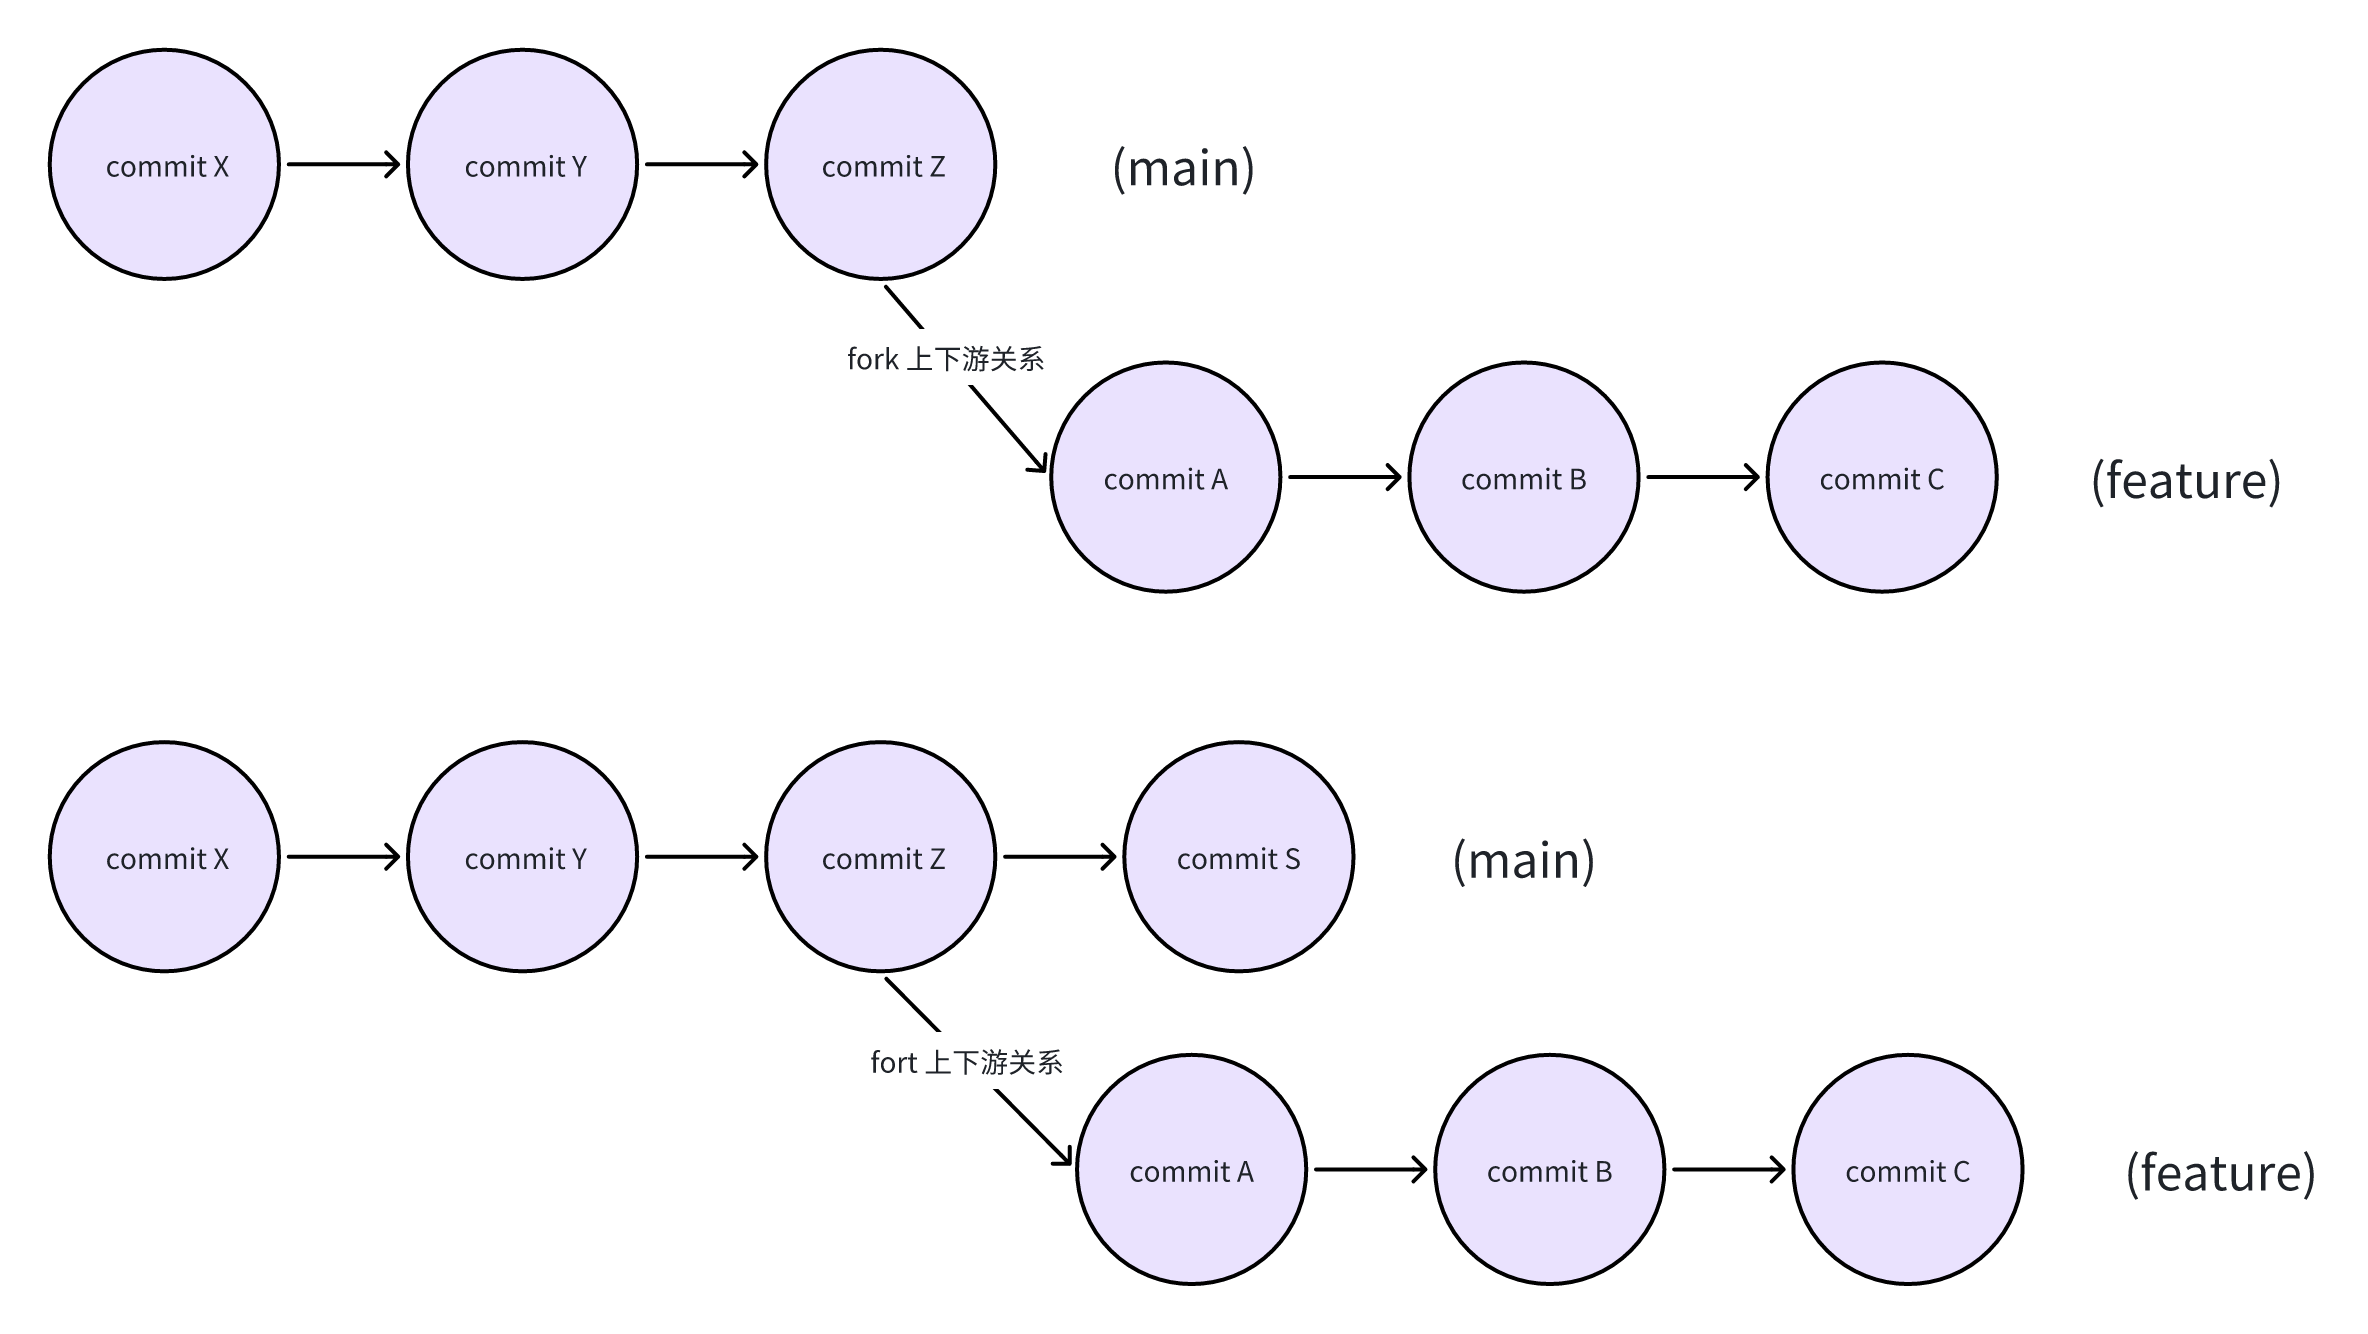 commit X
commit Y
commit Z
(main)
fork 上下游关系
commit A
commit B
commit C
(feature)
commit X
commit Y
commit Z
commit S
(main)
fort 上下游关系
commit A
commit B
commit C
(feature)